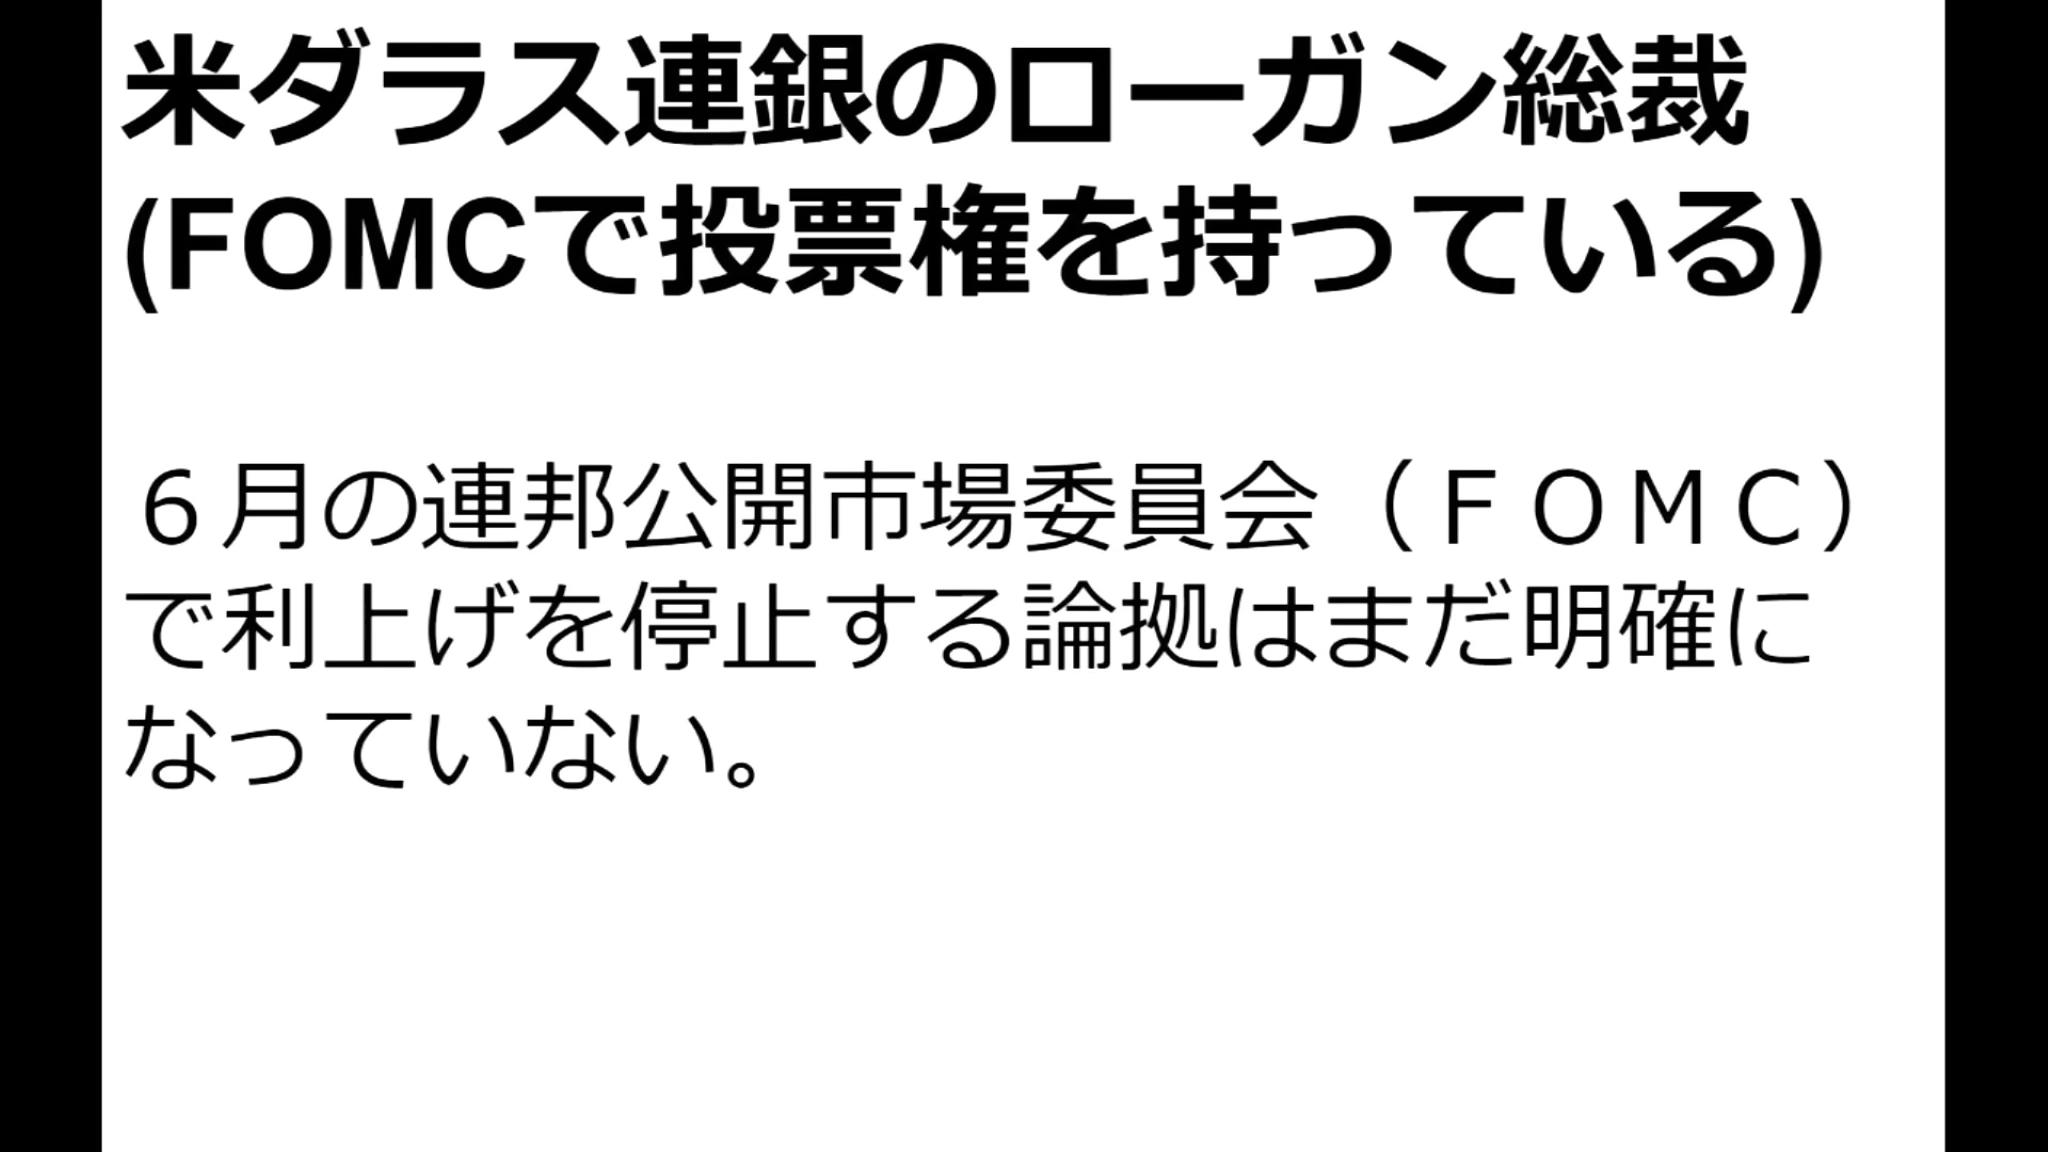 米ダラス連銀のローガン総裁
(FOMCで投票権を持っている)
６月の連邦公開市場委員会（ＦＯＭＣ）
で利上げを停止する論拠はまだ明確に
なっていない。